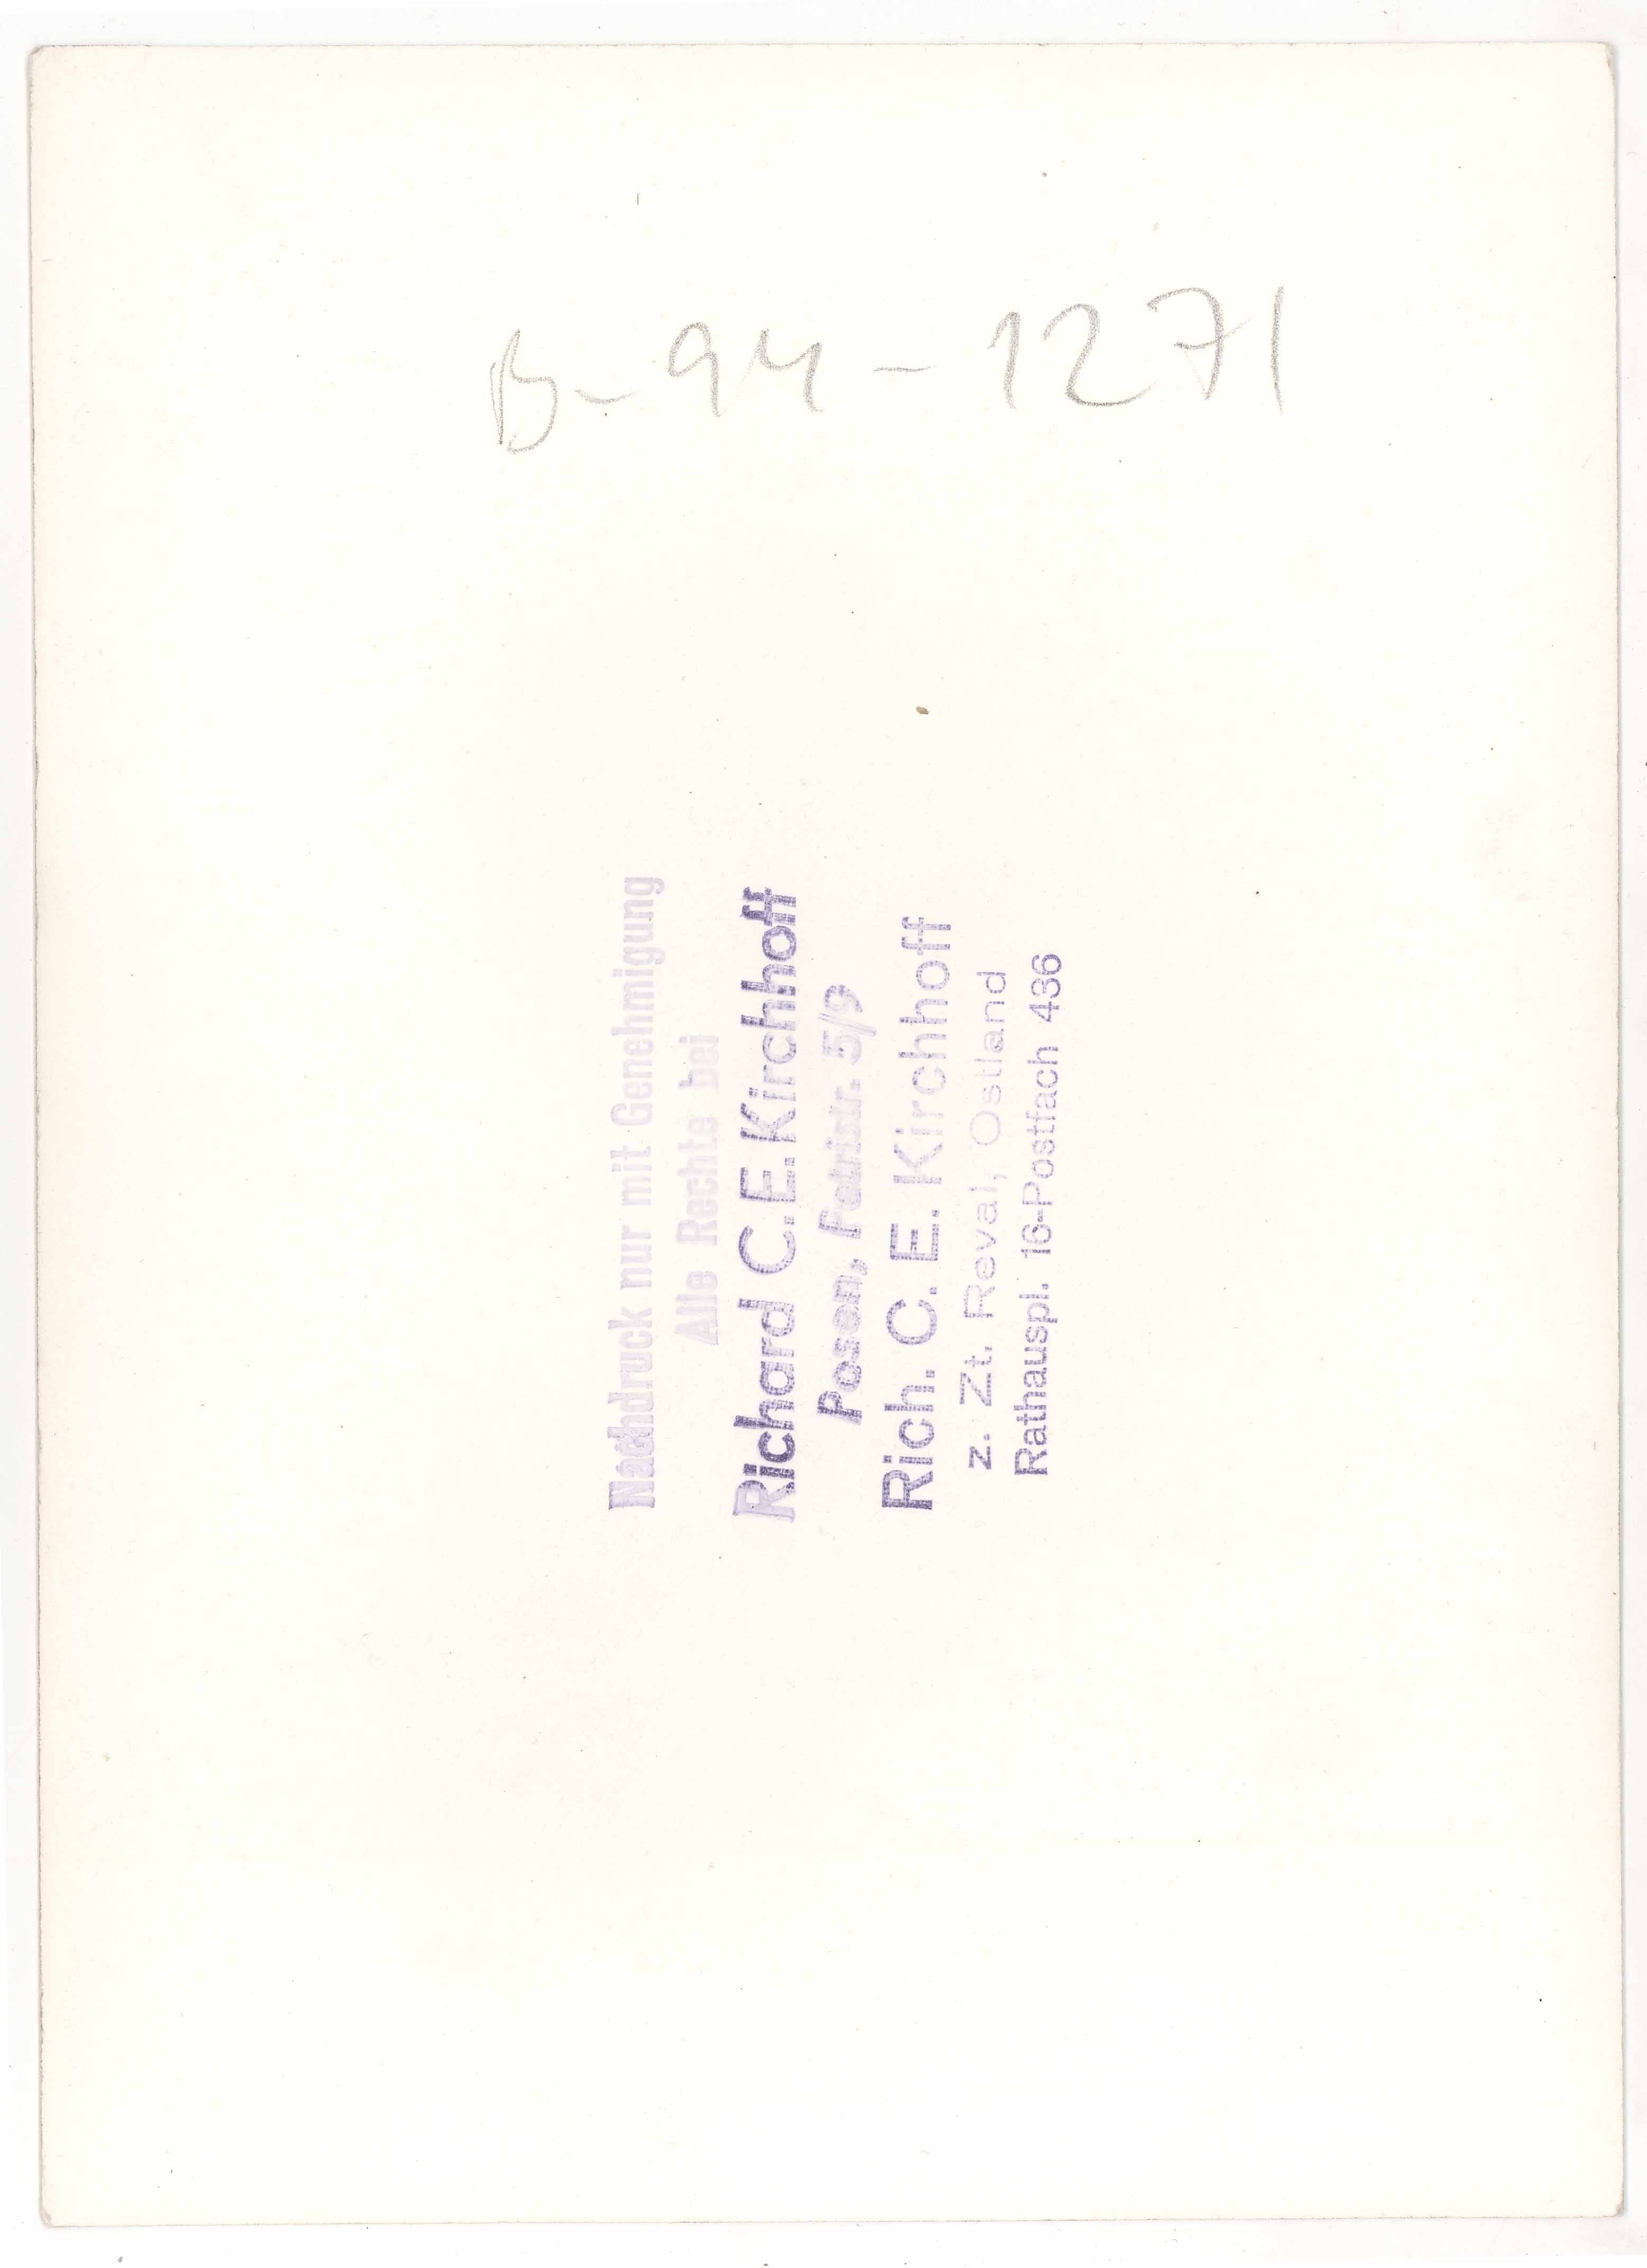 B-94-1271
Nachdruck nur mit Genehmigung
Alle Rechte bei
Richard C.E.Kirchhoff
Posen, Petristr. 5/9
Rich. C. E. Kirchhoff
z. Zt. Reval, Ostland
Rathauspl. 16-Postfach 436